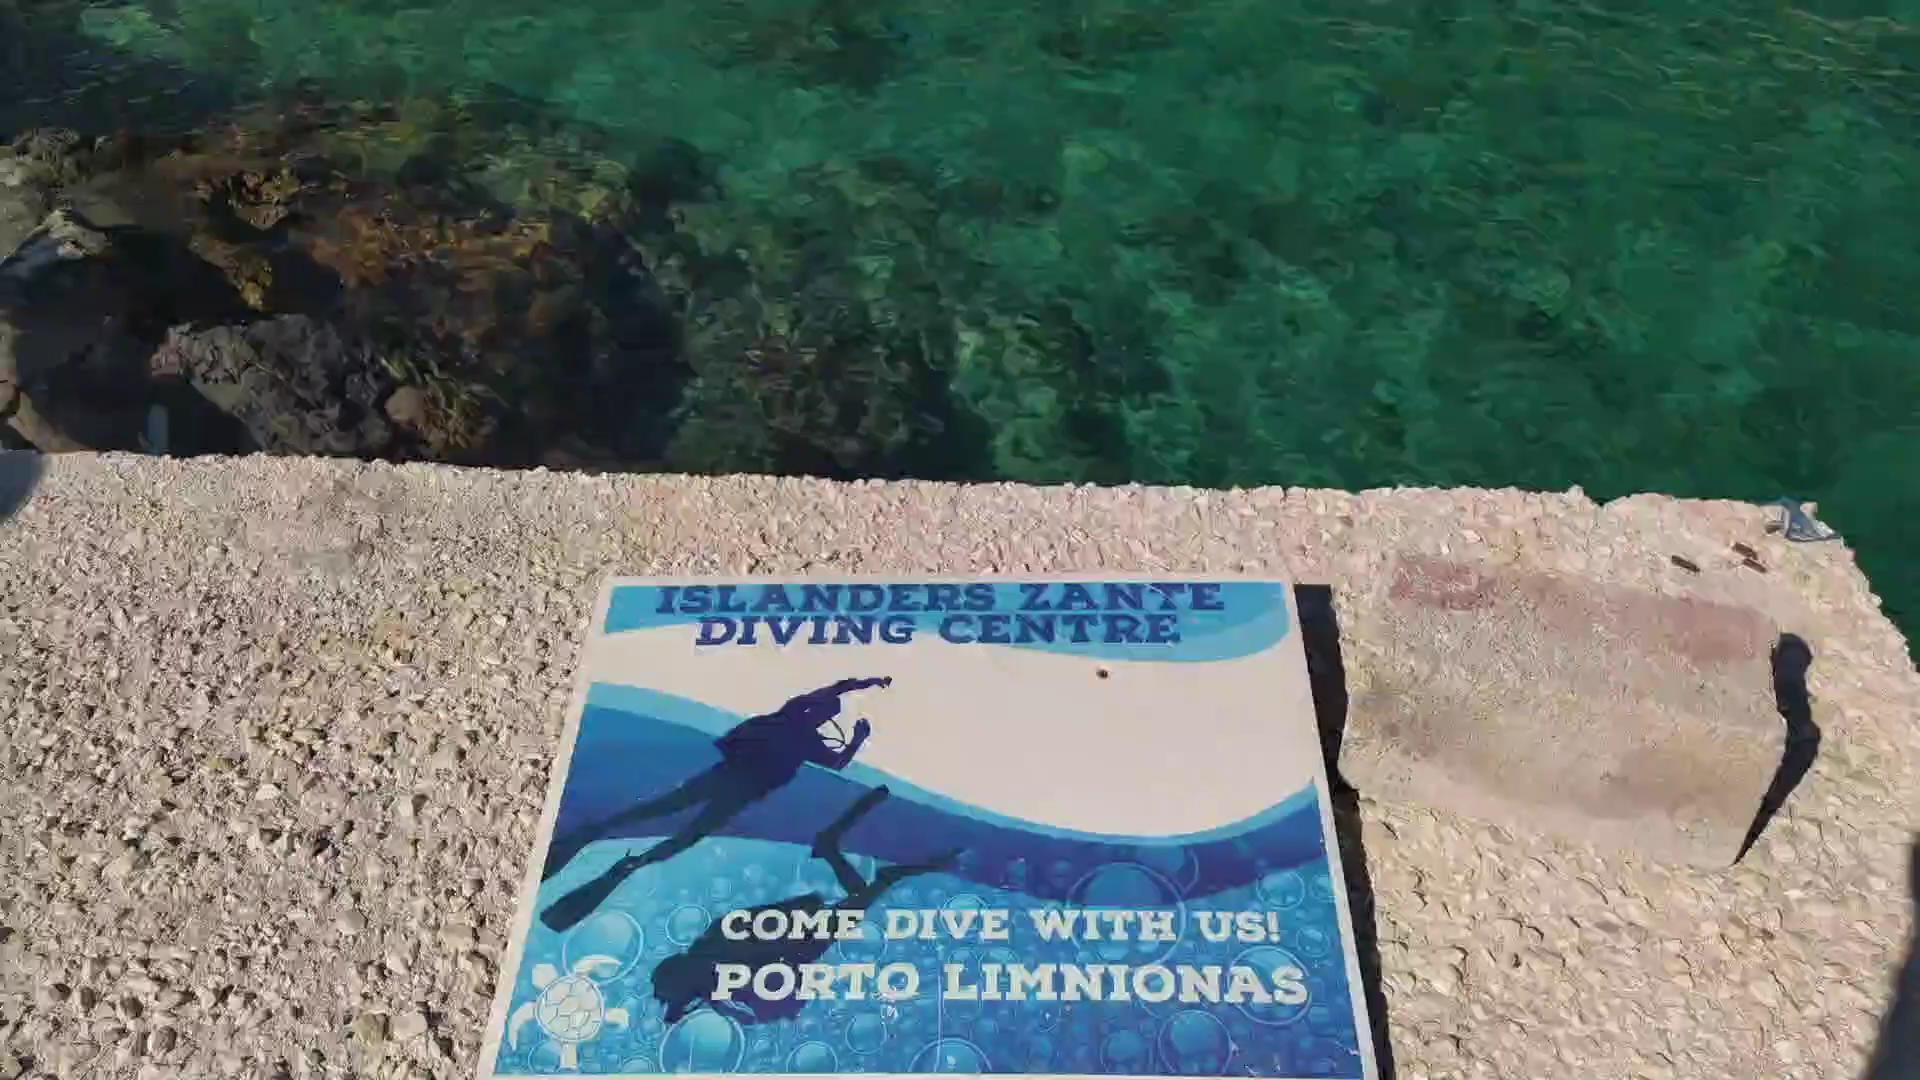 ISLANDERS ZANTE
DIVING CENTRE
COME DIVE WITH US!
PORTO LIMNIONAS